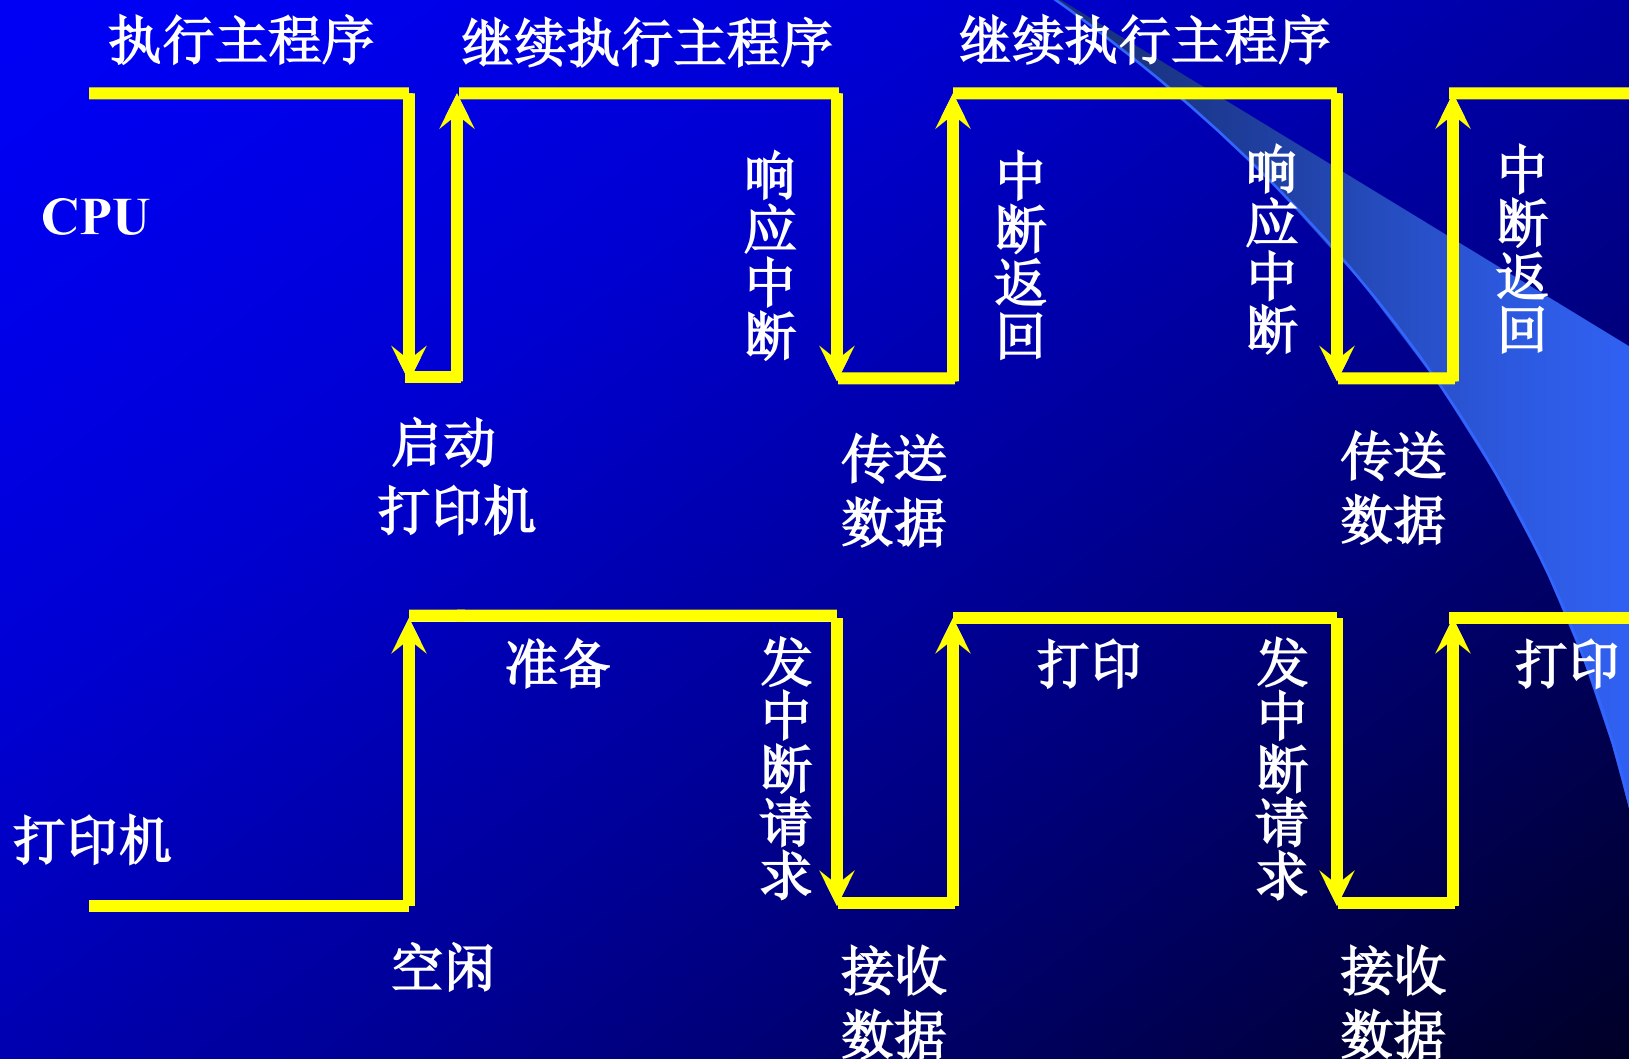 执行主程序
继续执行主程序
继续执行主程序
CPU
响应中断
中断返回
响应中断
中断返回
启动
打印机
传送
数据
传送
数据
准备
发中断请求
打印
发中断请求
打印
打印机
空闲
接收
数据
接收
数据